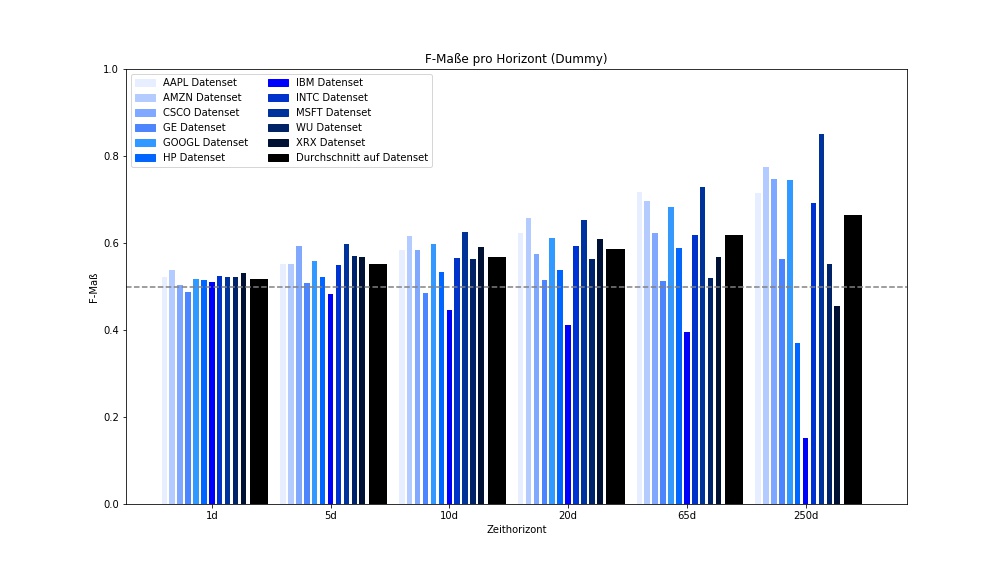 F-Maße pro Horizont (Dummy)
1.0
0.8
0.6
0.4
0.2
0.0
F-Maß
AAPL Datenset
AMZN Datenset
CSCO Datenset
GE Datenset
GOOGL Datenset
HP Datenset
IBM Datenset
INTC Datenset
MSFT Datenset
WU Datenset
XRX Datenset
Durchschnitt auf Datenset
1d 5d 10d 20d 65d 250d
Zeithorizont